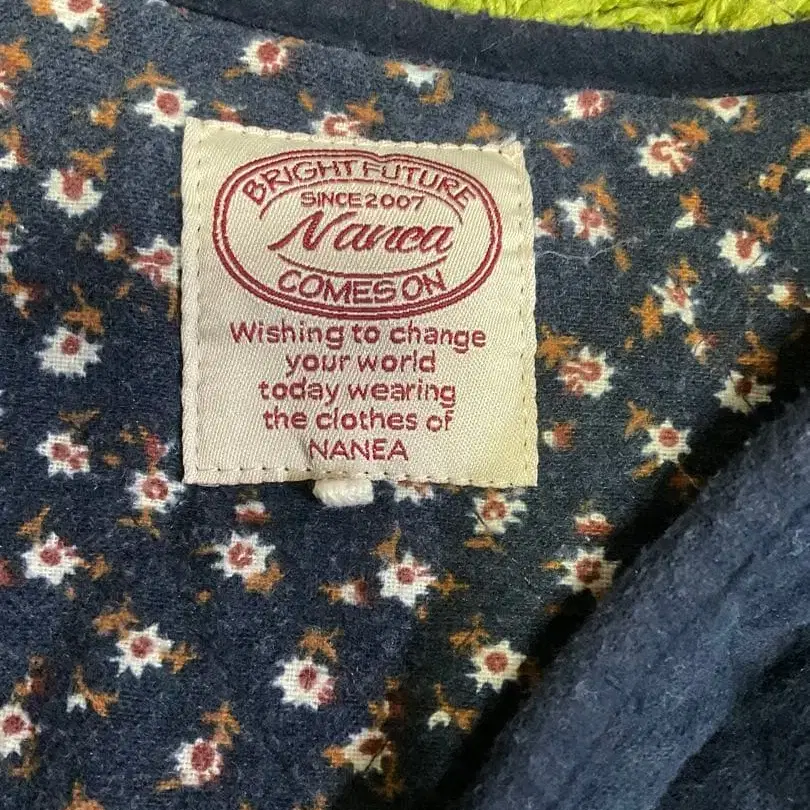 BRIGHT FUTURE
SINCE 2007
Nanea
COMES ON
Wishing to change
your world
today wearing
the clothes of
NANEA